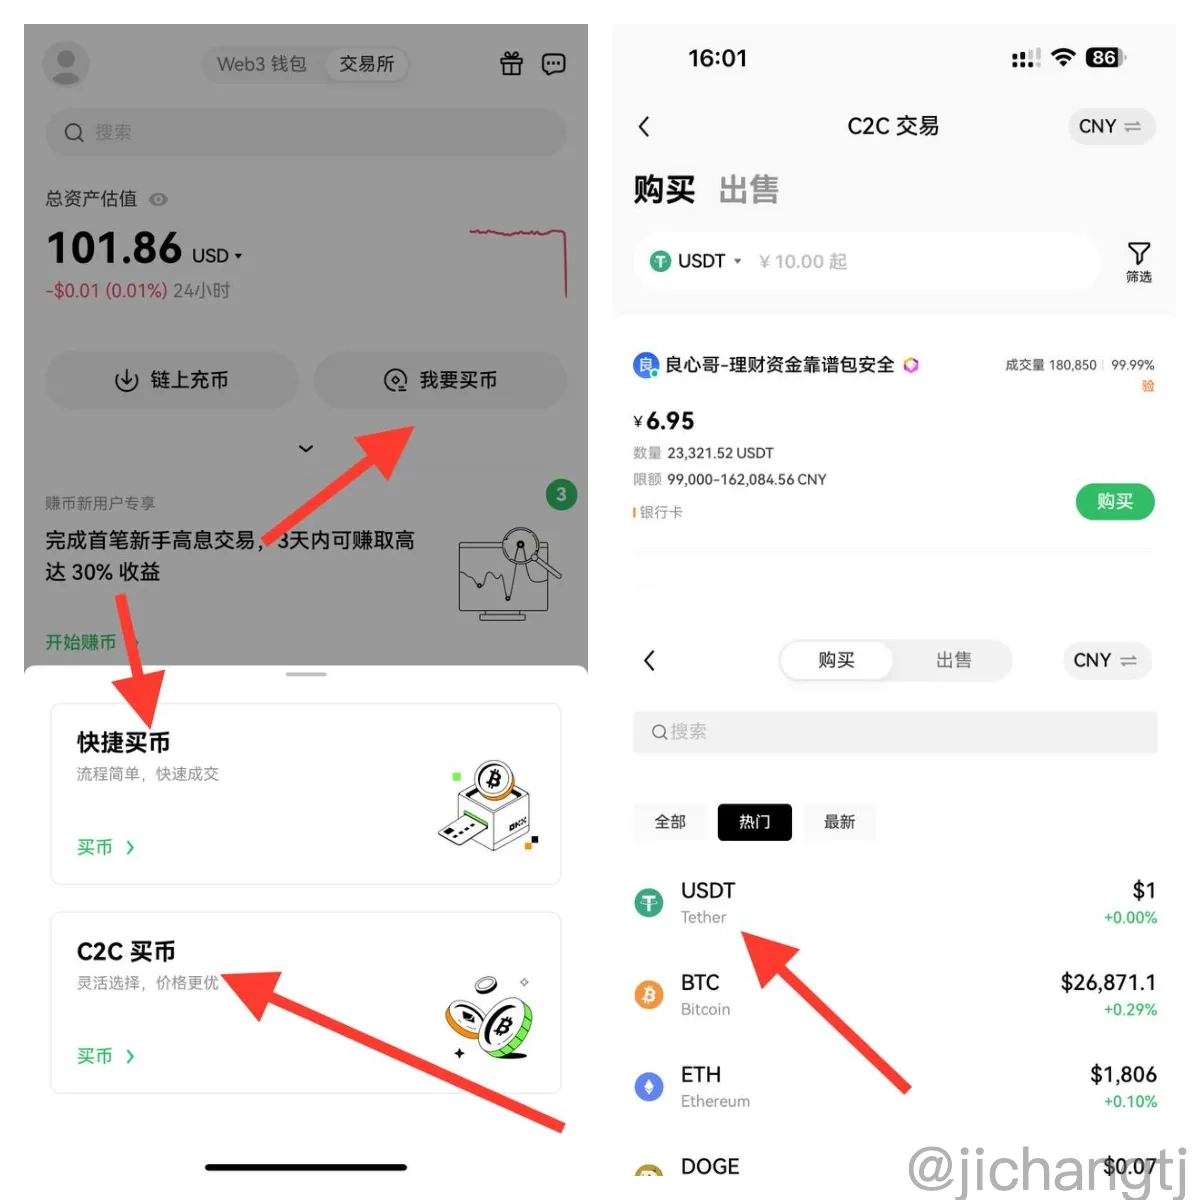 Web3 钱包
交易所
搜索
总资产估值
101.86 USD
-$0.01 (0.01%) 24小时
链上充币
我要买币
赚币新用户专享
3
完成首笔新手高息交易，3天内可赚取高
达 30% 收益
开始赚币
快捷买币
流程简单，快速成交
买币
OKX
C2C 买币
灵活选择，价格更优
买币
16:01
86
C2C 交易
CNY
购买
出售
USDT
¥ 10.00 起
筛选
良
良心哥-理财资金靠谱包安全
成交量 180,850
99.99%
验
¥ 6.95
数量 23,321.52 USDT
限额 99,000-162,084.56 CNY
购买
银行卡
购买
出售
CNY
搜索
全部
热门
最新
USDT
$1
Tether
+0.00%
BTC
$26,871.1
Bitcoin
+0.29%
ETH
$1,806
Ethereum
+0.10%
DOGE
$0.07
@jichangtj